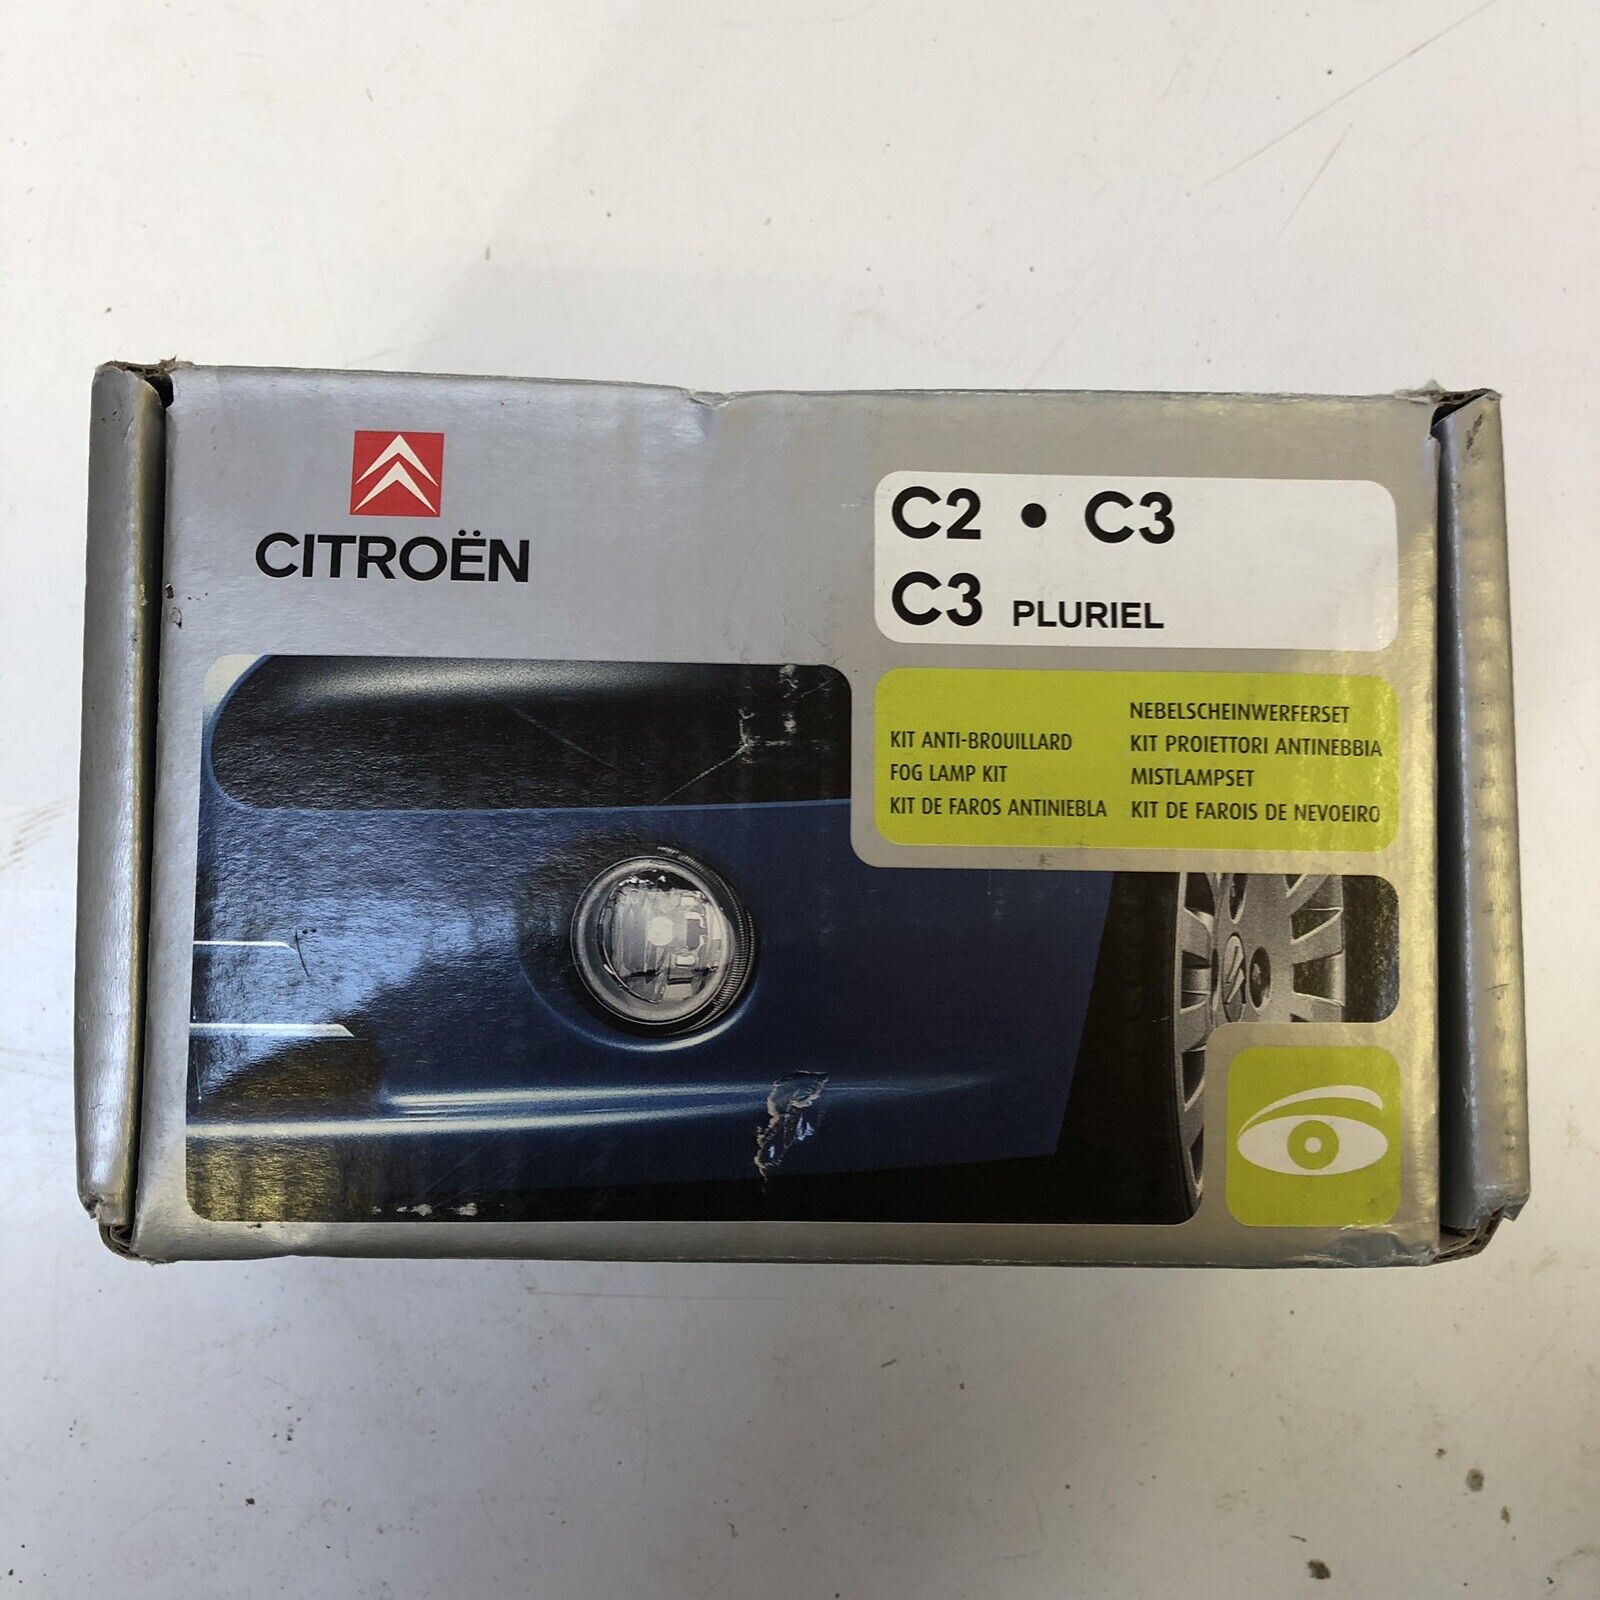 CITROËN
C2 • C3
C3 PLURIEL
KIT ANTI-BROUILLARD
FOG LAMP KIT
KIT DE FAROS ANTINIEBLA
NEBELSCHEINWERFERSET
KIT PROIETTORI ANTINEBBIA
MISTLAMPSET
KIT DE FAROIS DE NEVOEIRO